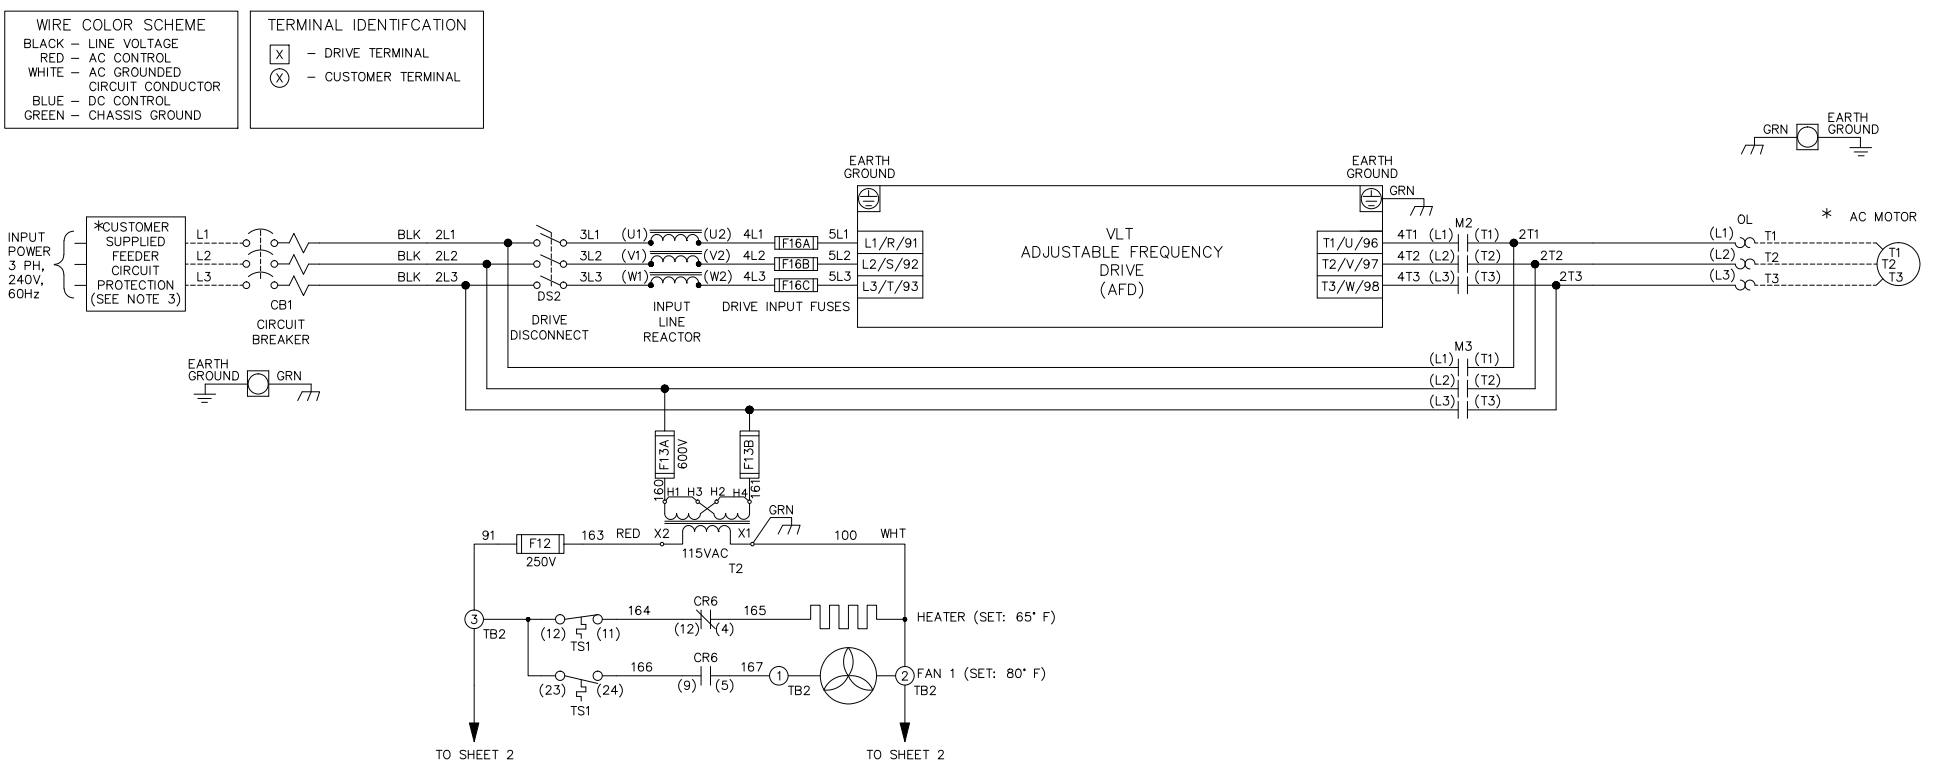 WIRE COLOR SCHEME
BLACK – LINE VOLTAGE
RED – AC CONTROL
WHITE – AC GROUNDED
CIRCUIT CONDUCTOR
BLUE – DC CONTROL
GREEN – CHASSIS GROUND
TERMINAL IDENTIFCATION
X – DRIVE TERMINAL
X – CUSTOMER TERMINAL
GRN
EARTH
GROUND
INPUT
POWER
3 PH,
240V,
60Hz
*CUSTOMER
SUPPLIED
FEEDER
CIRCUIT
PROTECTION
(SEE NOTE 3)
L1
L2
L3
CB1
CIRCUIT
BREAKER
BLK 2L1
BLK 2L2
BLK 2L3
DS2
DRIVE
DISCONNECT
3L1 (U1) (U2) 4L1 F16A 5L1
3L2 (V1) (V2) 4L2 F16B 5L2
3L3 (W1) (W2) 4L3 F16C 5L3
INPUT
LINE
REACTOR
DRIVE INPUT FUSES
EARTH
GROUND
L1/R/91
L2/S/92
L3/T/93
VLT
ADJUSTABLE FREQUENCY
DRIVE
(AFD)
EARTH
GROUND
GRN
T1/U/96
T2/V/97
T3/W/98
M2
4T1 (L1) (T1) 2T1
4T2 (L2) (T2) 2T2
4T3 (L3) (T3) 2T3
OL
(L1) T1
(L2) T2
(L3) T3
* AC MOTOR
T1
T2
T3
M3
(L1) (T1)
(L2) (T2)
(L3) (T3)
EARTH
GROUND
GRN
F13A
600V
F13B
160
161
H1 H3 H2 H4
GRN
91 F12 163 RED X2 X1 100 WHT
250V
115VAC
T2
3
TB2
(12) (11)
TS1
164
CR6
(12) (4)
165
HEATER (SET: 65° F)
(23) (24)
TS1
166
CR6
(9) (5)
167
1
TB2
2
TB2
FAN 1 (SET: 80° F)
TO SHEET 2
TO SHEET 2